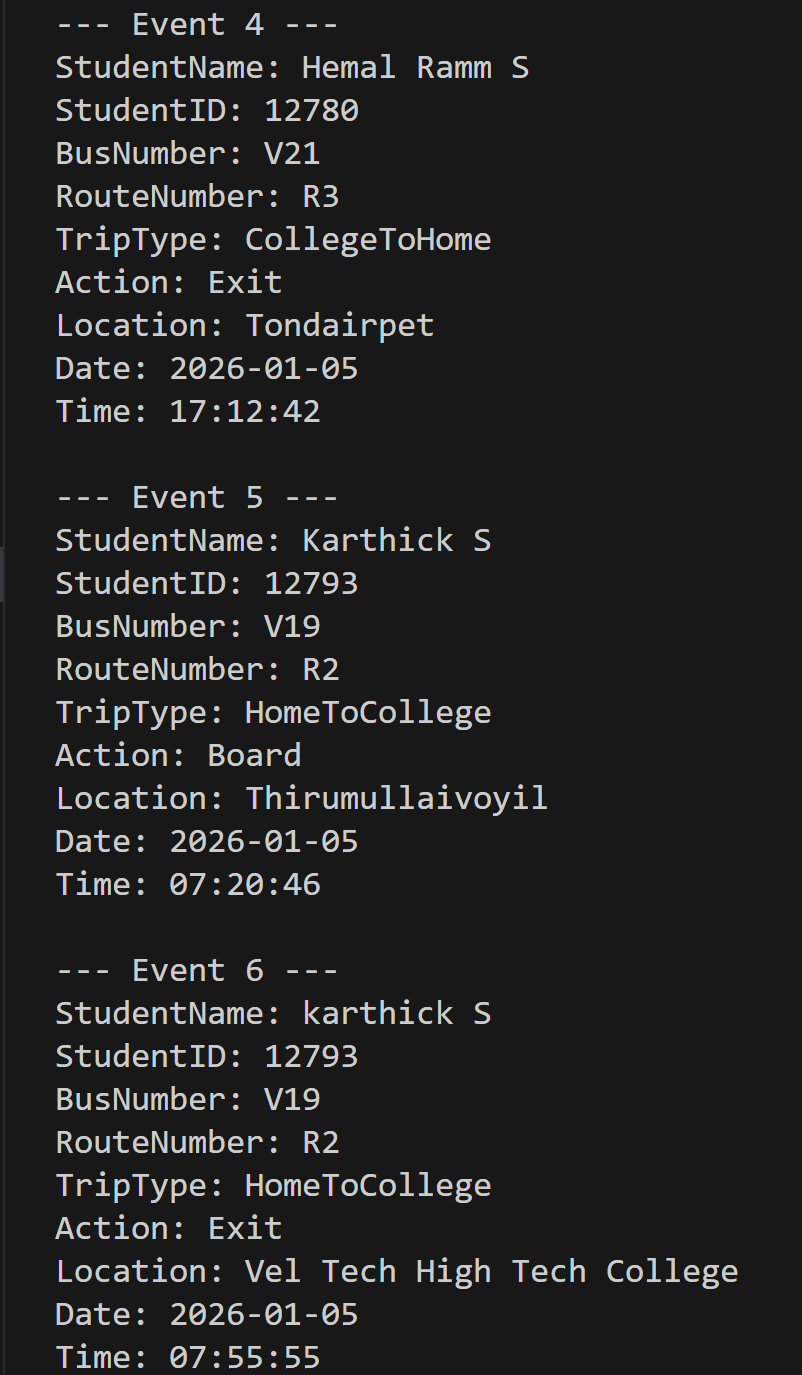 --- Event 4 ---
StudentName: Hemal Ramm S
StudentID: 12780
BusNumber: V21
RouteNumber: R3
TripType: CollegeToHome
Action: Exit
Location: Tondairpet
Date: 2026-01-05
Time: 17:12:42

--- Event 5 ---
StudentName: Karthick S
StudentID: 12793
BusNumber: V19
RouteNumber: R2
TripType: HomeToCollege
Action: Board
Location: Thirumullaivoyil
Date: 2026-01-05
Time: 07:20:46

--- Event 6 ---
StudentName: karthick S
StudentID: 12793
BusNumber: V19
RouteNumber: R2
TripType: HomeToCollege
Action: Exit
Location: Vel Tech High Tech College
Date: 2026-01-05
Time: 07:55:55